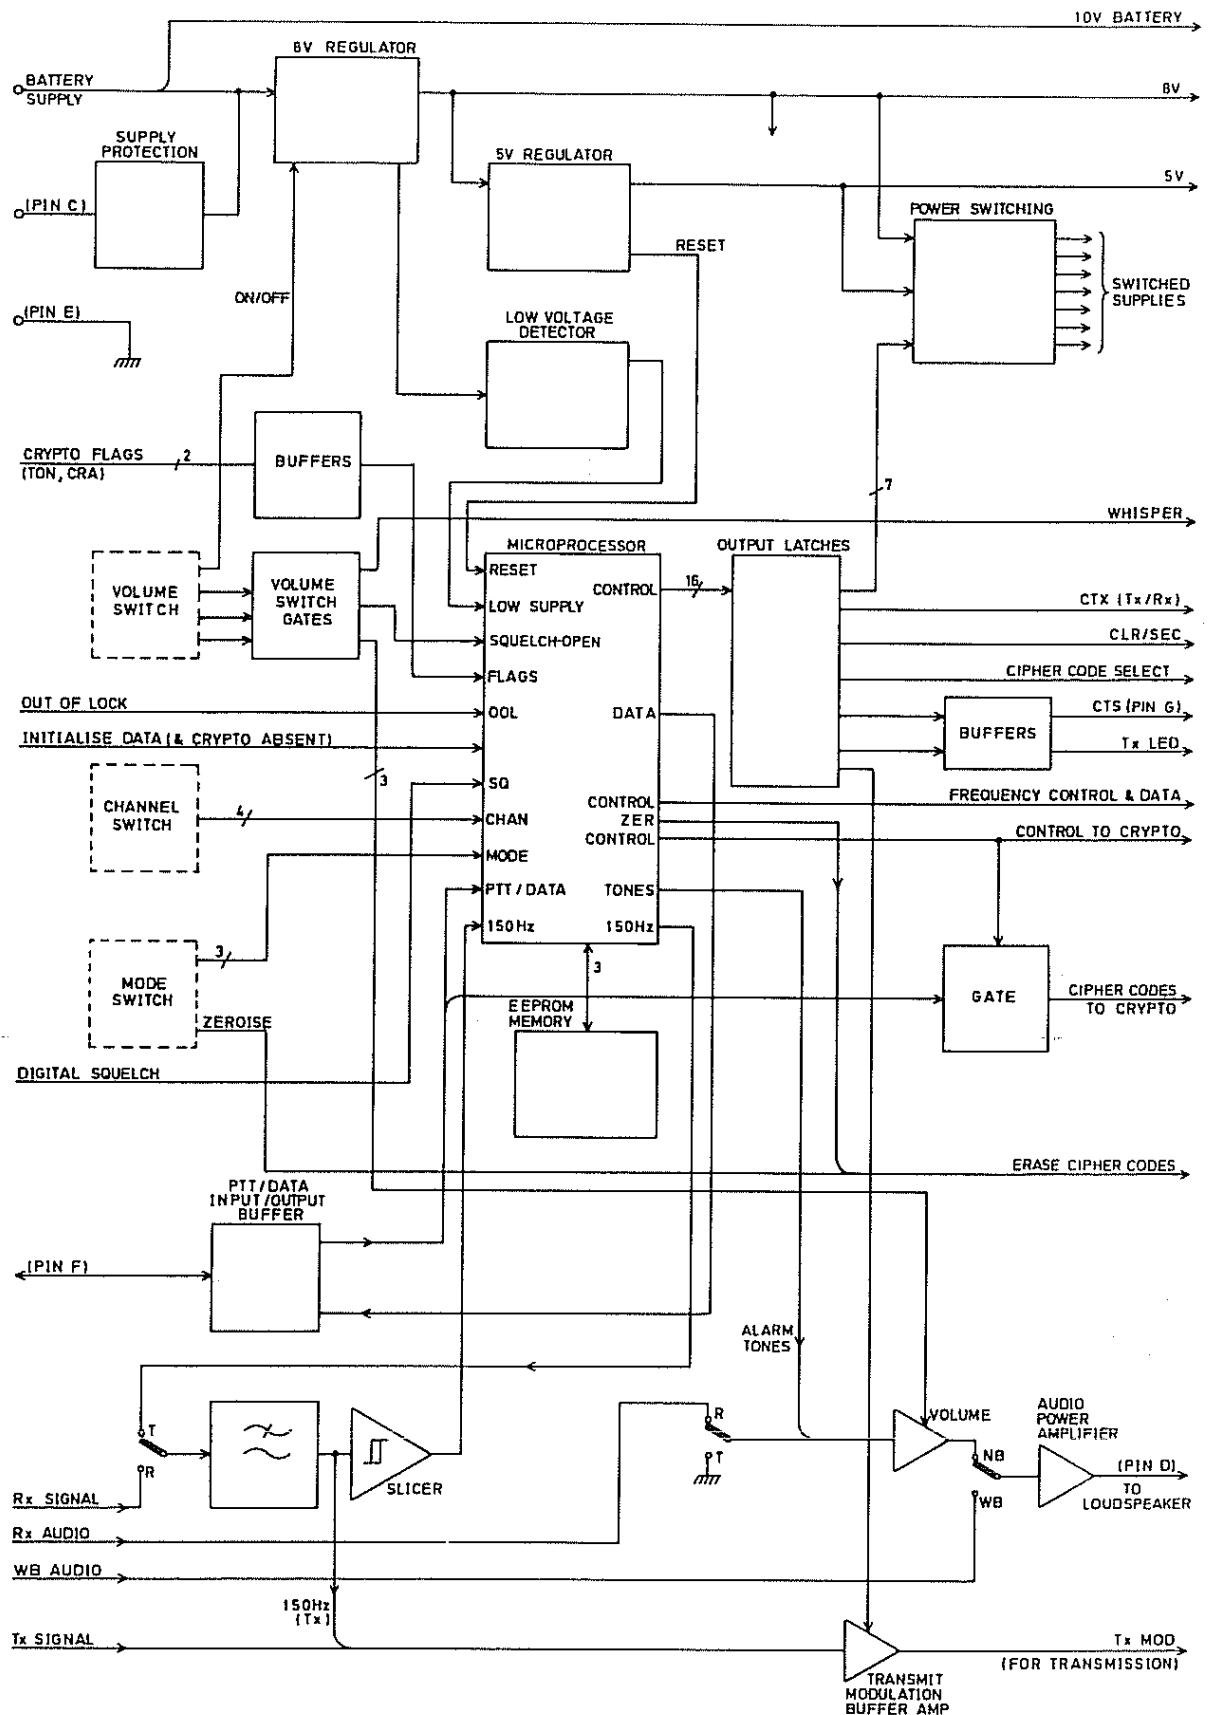 10V BATTERY
8V REGULATOR
BATTERY
SUPPLY
8V
SUPPLY
PROTECTION
5V REGULATOR
5V
(PIN C)
POWER SWITCHING
RESET
SWITCHED
SUPPLIES
ON/OFF
(PIN E)
LOW VOLTAGE
DETECTOR
CRYPTO FLAGS
(TON, CRA)
2
BUFFERS
7
WHISPER
MICROPROCESSOR
OUTPUT LATCHES
VOLUME
SWITCH
VOLUME
SWITCH
GATES
RESET
CONTROL
16
LOW SUPPLY
CTX (Tx/Rx)
SQUELCH-OPEN
CLR/SEC
FLAGS
CIPHER CODE SELECT
OUT OF LOCK
OOL
DATA
CTS (PIN G)
BUFFERS
INITIALISE DATA (& CRYPTO ABSENT)
Tx LED
3
SQ
CHANNEL
SWITCH
4
CHAN
CONTROL
FREQUENCY CONTROL & DATA
ZER
CONTROL
CONTROL TO CRYPTO
MODE
PTT / DATA
TONES
150Hz
150Hz
3
MODE
SWITCH
3
GATE
CIPHER CODES
TO CRYPTO
EEPROM
MEMORY
ZEROISE
DIGITAL SQUELCH
ERASE CIPHER CODES
PTT/DATA
INPUT/OUTPUT
BUFFER
(PIN F)
ALARM
TONES
T
R
R
T
VOLUME
AUDIO
POWER
AMPLIFIER
NB
WB
(PIN D)
TO
LOUDSPEAKER
SLICER
Rx SIGNAL
Rx AUDIO
WB AUDIO
150Hz
(Tx)
Tx SIGNAL
Tx MOD
(FOR TRANSMISSION)
TRANSMIT
MODULATION
BUFFER AMP